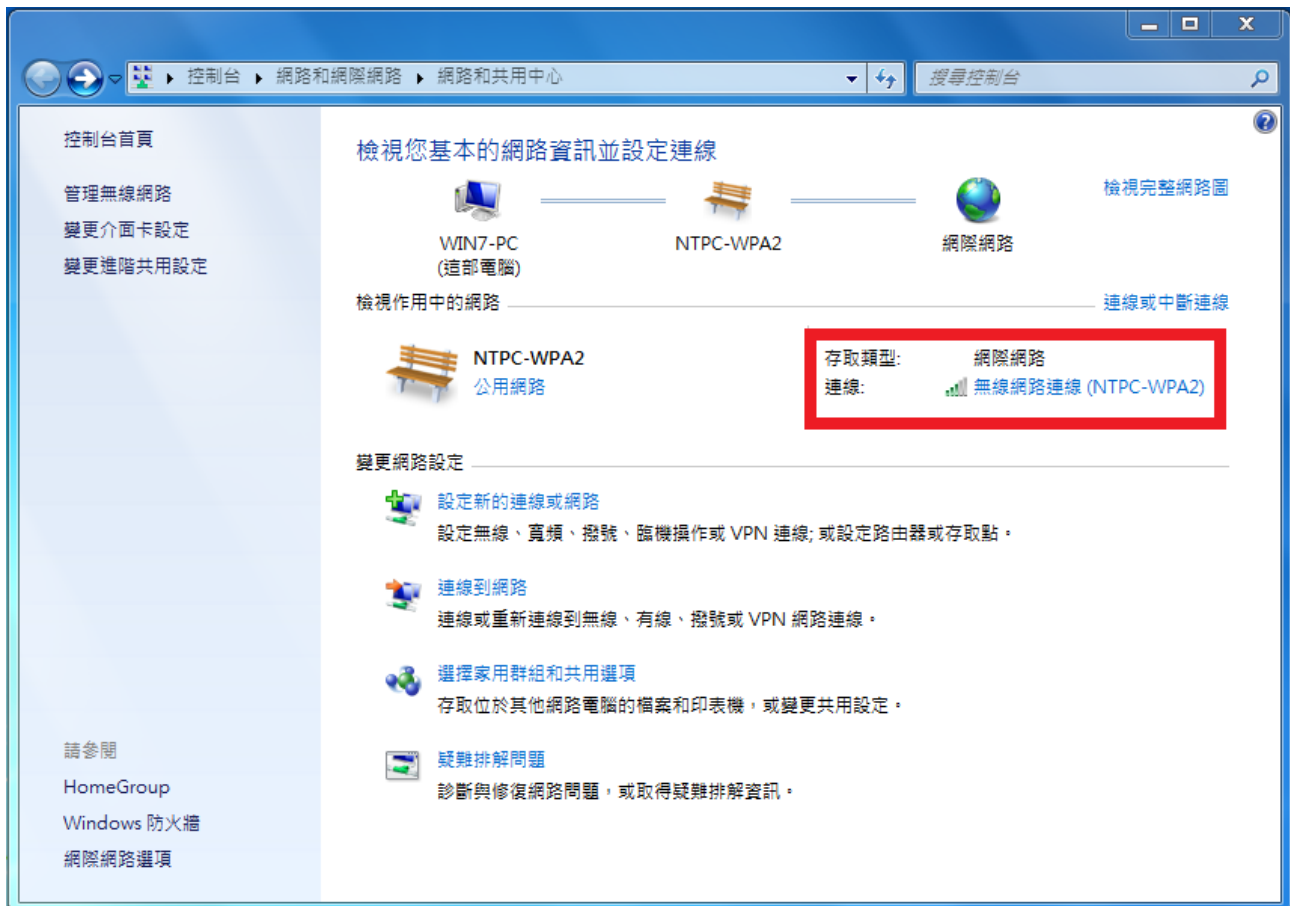 控制台 ▸ 網路和網際網路 ▸ 網路和共用中心
搜尋控制台
控制台首頁
管理無線網路
變更介面卡設定
變更進階共用設定
請參閱
HomeGroup
Windows 防火牆
網際網路選項
檢視您基本的網路資訊並設定連線
檢視完整網路圖
WIN7-PC
(這部電腦)
NTPC-WPA2
網際網路
檢視作用中的網路
連線或中斷連線
NTPC-WPA2
公用網路
存取類型: 網際網路
連線: 無線網路連線 (NTPC-WPA2)
變更網路設定
設定新的連線或網路
設定無線、寬頻、撥號、臨機操作或 VPN 連線; 或設定路由器或存取點。
連線到網路
連線或重新連線到無線、有線、撥號或 VPN 網路連線。
選擇家用群組和共用選項
存取位於其他網路電腦的檔案和印表機，或變更共用設定。
疑難排解問題
診斷與修復網路問題，或取得疑難排解資訊。